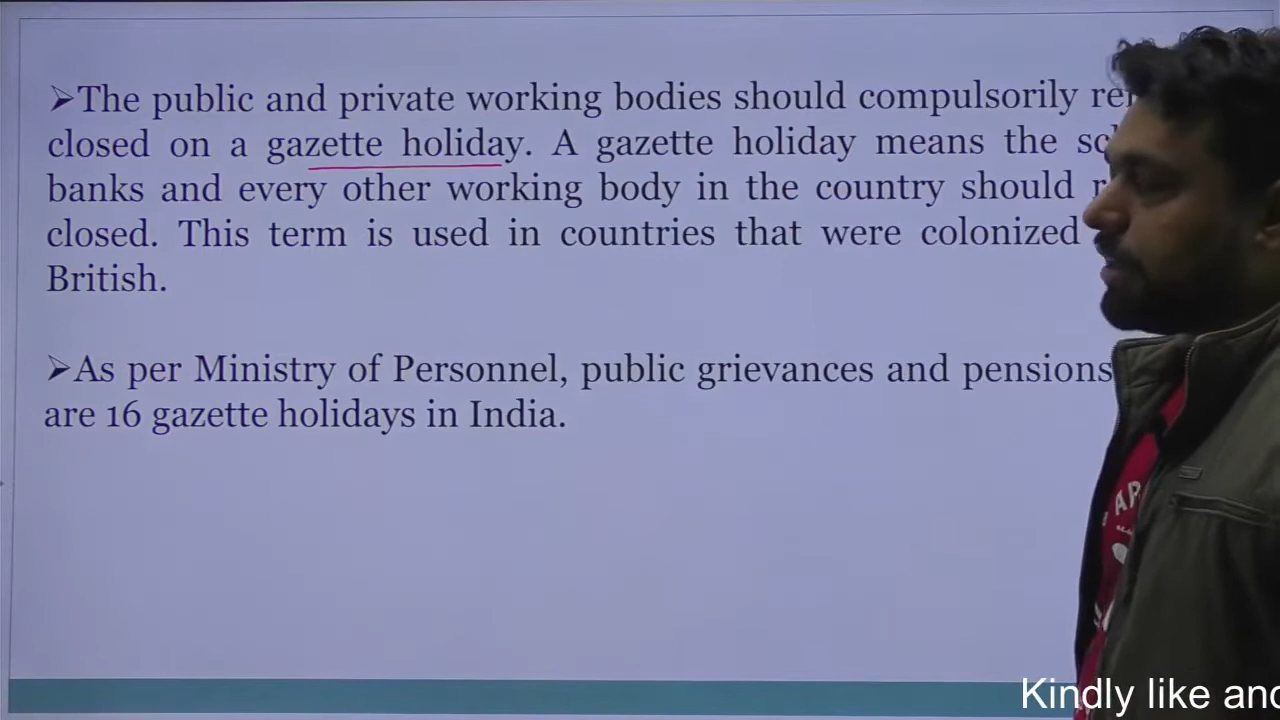 ➢The public and private working bodies should compulsorily
closed on a gazette holiday. A gazette holiday means the
banks and every other working body in the country should
closed. This term is used in countries that were colonized
British.
➢As per Ministry of Personnel, public grievances and pensions
are 16 gazette holidays in India.
AR
Kindly like and